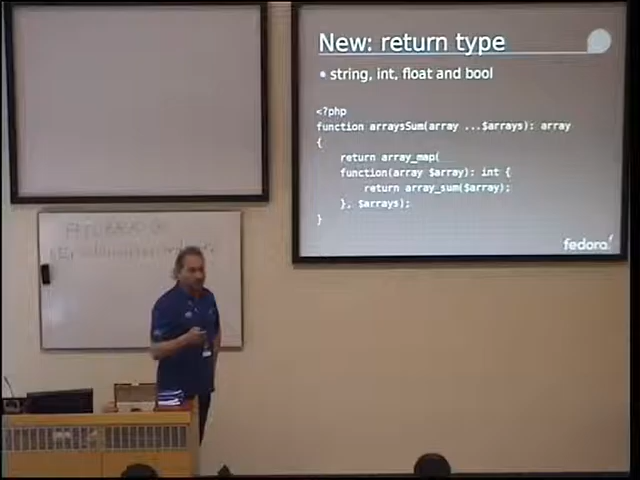 New: return type
• string, int, float and bool
<?php
function arraysSum(array ...$arrays): array
{
return array_map(
function(array $array): int {
return array_sum($array);
}, $arrays);
}
fedora